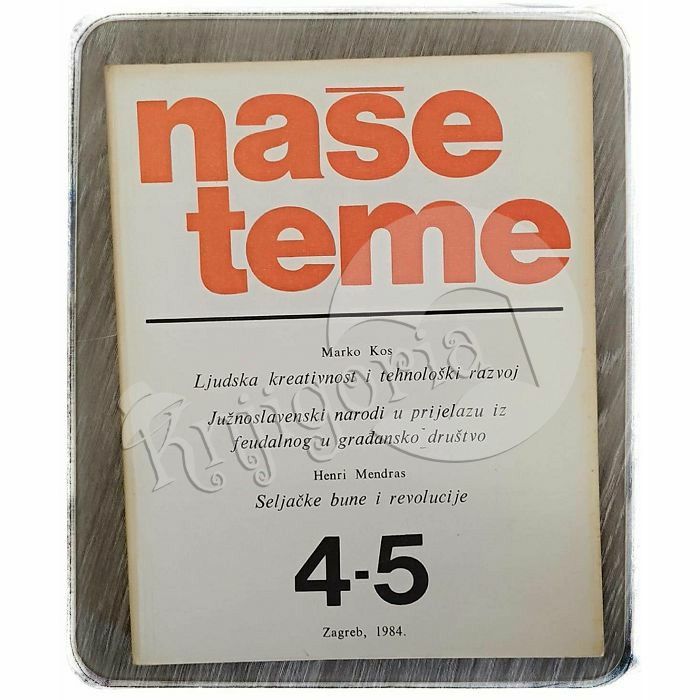 naše
teme
Marko Kos
Ljudska kreativnost i tehnološki razvoj
Južnoslavenski narodi u prijelazu iz
feudalnog u građansko društvo
Henri Mendras
Seljačke bune i revolucije
4-5
Zagreb, 1984.
Knjigoria